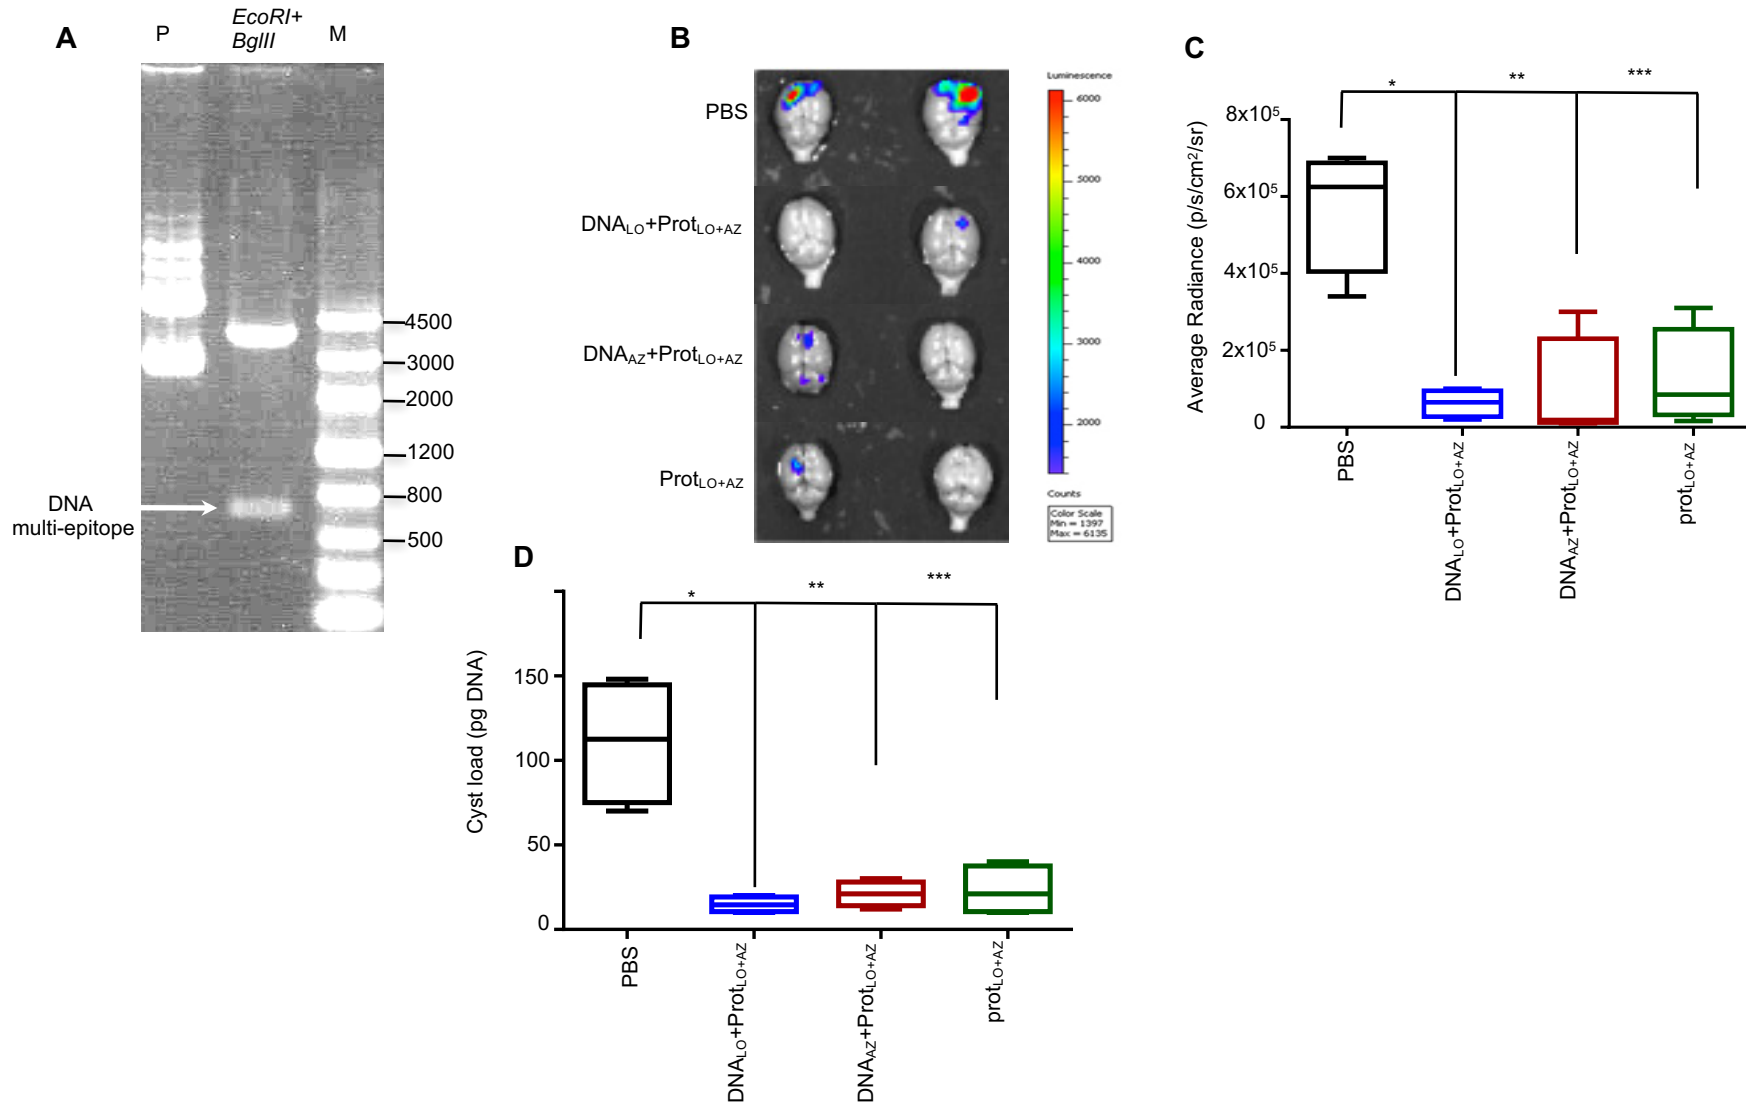 A
P
EcoRI+
BglII
M
4500
3000
2000
1200
800
500
DNA
multi-epitope
B
PBS
DNALO+ProtLO+AZ
DNAAZ+ProtLO+AZ
ProtLO+AZ
Luminescence
6000
5000
4000
3000
2000
Counts
Color Scale
Min = 1397
Max = 6135
C
*
**
***
8x10⁵
6x10⁵
4x10⁵
2x10⁵
0
Average Radiance (p/s/cm²/sr)
PBS
DNALO+ProtLO+AZ
DNAAZ+ProtLO+AZ
protLO+AZ
D
*
**
***
150
100
50
0
Cyst load (pg DNA)
PBS
DNALO+ProtLO+AZ
DNAAZ+ProtLO+AZ
protLO+AZ